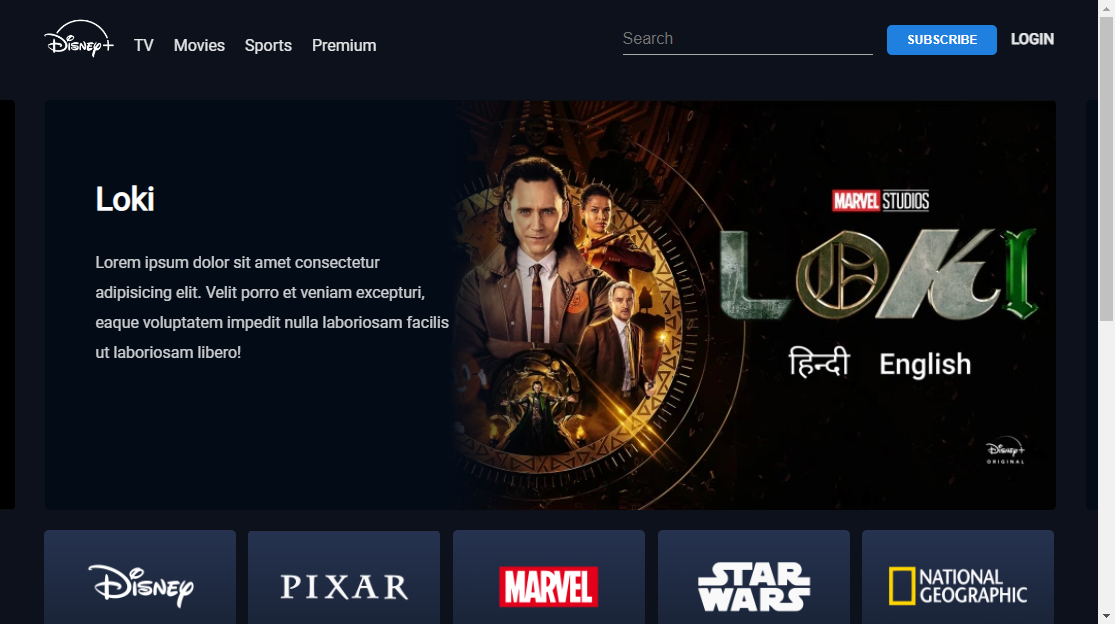 Disney+
TV Movies Sports Premium
Search
SUBSCRIBE
LOGIN
Loki
Lorem ipsum dolor sit amet consectetur
adipisicing elit. Velit porro et veniam excepturi,
eaque voluptatem impedit nulla laboriosam facilis
ut laboriosam libero!
MARVEL STUDIOS
LOKI
हिन्दी English
Disney+
ORIGINAL
Disney
PIXAR
MARVEL
STAR
WARS
NATIONAL
GEOGRAPHIC